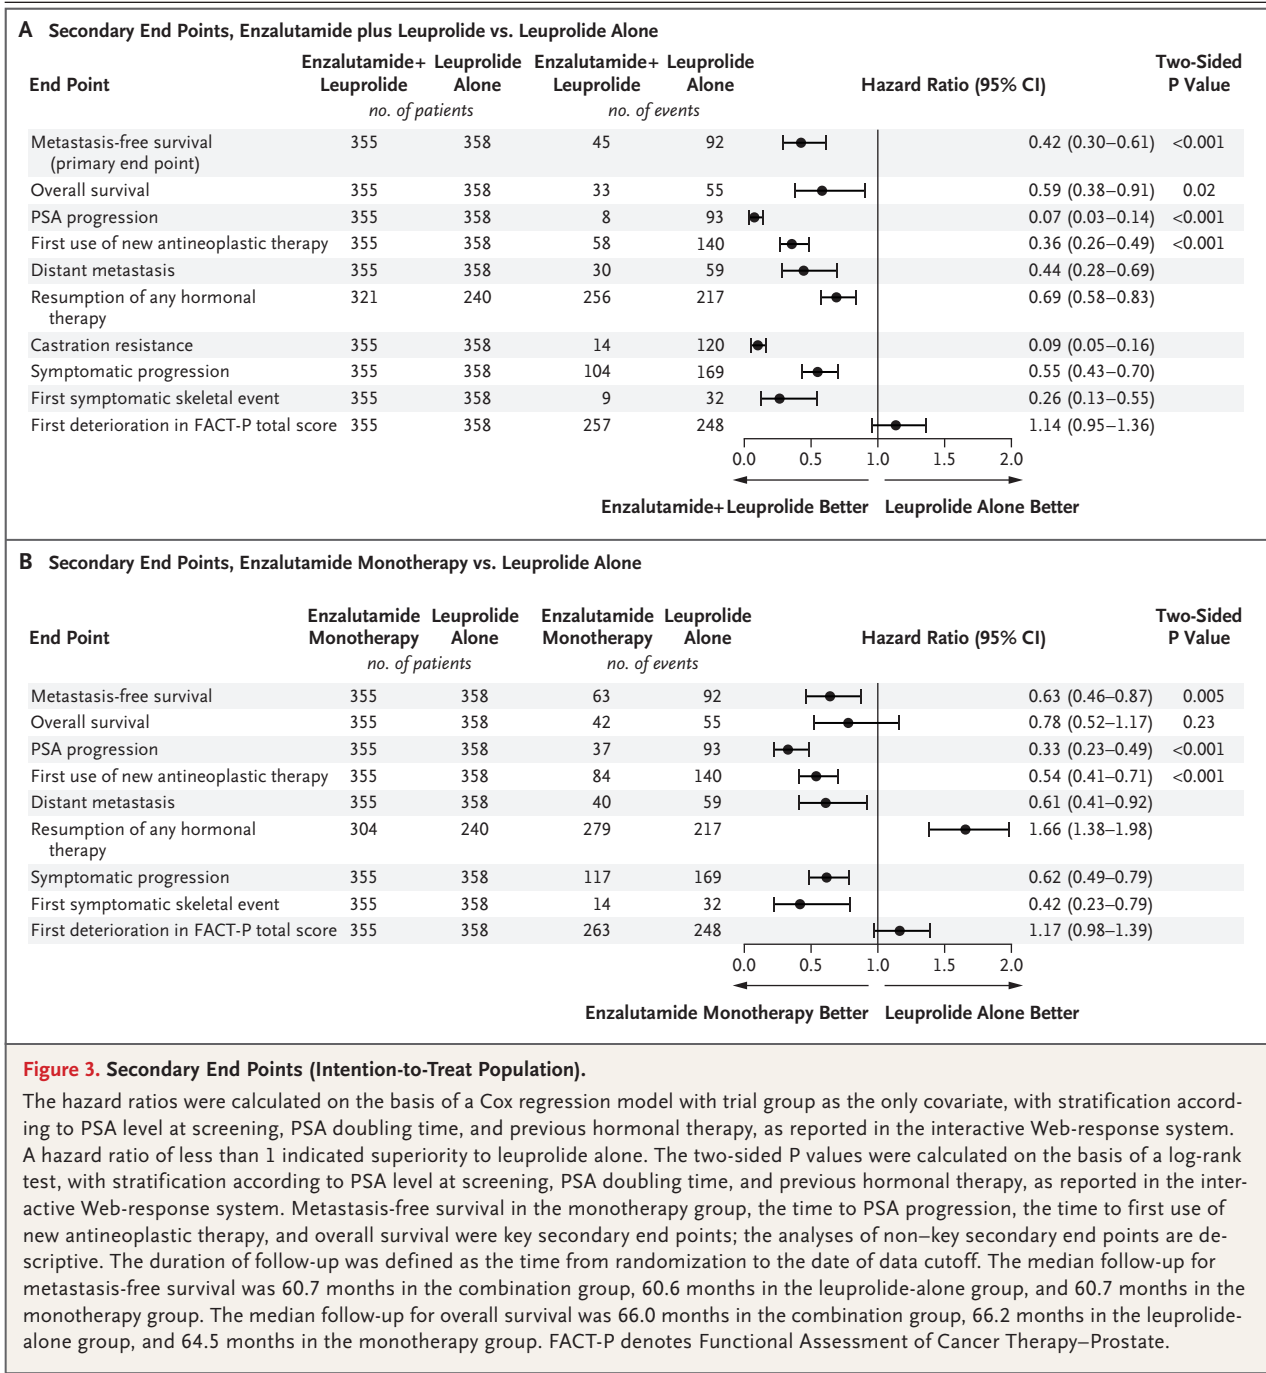 A Secondary End Points, Enzalutamide plus Leuprolide vs. Leuprolide Alone
End Point Enzalutamide+ Leuprolide Leuprolide Alone Enzalutamide+ Leuprolide Leuprolide Alone Hazard Ratio (95% CI) Two-Sided P Value
no. of patients no. of events
Metastasis-free survival (primary end point) 355 358 45 92 0.42 (0.30–0.61) <0.001
Overall survival 355 358 33 55 0.59 (0.38–0.91) 0.02
PSA progression 355 358 8 93 0.07 (0.03–0.14) <0.001
First use of new antineoplastic therapy 355 358 58 140 0.36 (0.26–0.49) <0.001
Distant metastasis 355 358 30 59 0.44 (0.28–0.69)
Resumption of any hormonal therapy 321 240 256 217 0.69 (0.58–0.83)
Castration resistance 355 358 14 120 0.09 (0.05–0.16)
Symptomatic progression 355 358 104 169 0.55 (0.43–0.70)
First symptomatic skeletal event 355 358 9 32 0.26 (0.13–0.55)
First deterioration in FACT-P total score 355 358 257 248 1.14 (0.95–1.36)
0.0 0.5 1.0 1.5 2.0
Enzalutamide+Leuprolide Better Leuprolide Alone Better
B Secondary End Points, Enzalutamide Monotherapy vs. Leuprolide Alone
End Point Enzalutamide Monotherapy Leuprolide Alone Enzalutamide Monotherapy Leuprolide Alone Hazard Ratio (95% CI) Two-Sided P Value
no. of patients no. of events
Metastasis-free survival 355 358 63 92 0.63 (0.46–0.87) 0.005
Overall survival 355 358 42 55 0.78 (0.52–1.17) 0.23
PSA progression 355 358 37 93 0.33 (0.23–0.49) <0.001
First use of new antineoplastic therapy 355 358 84 140 0.54 (0.41–0.71) <0.001
Distant metastasis 355 358 40 59 0.61 (0.41–0.92)
Resumption of any hormonal therapy 304 240 279 217 1.66 (1.38–1.98)
Symptomatic progression 355 358 117 169 0.62 (0.49–0.79)
First symptomatic skeletal event 355 358 14 32 0.42 (0.23–0.79)
First deterioration in FACT-P total score 355 358 263 248 1.17 (0.98–1.39)
0.0 0.5 1.0 1.5 2.0
Enzalutamide Monotherapy Better Leuprolide Alone Better
Figure 3. Secondary End Points (Intention-to-Treat Population).
The hazard ratios were calculated on the basis of a Cox regression model with trial group as the only covariate, with stratification accord-
ing to PSA level at screening, PSA doubling time, and previous hormonal therapy, as reported in the interactive Web-response system.
A hazard ratio of less than 1 indicated superiority to leuprolide alone. The two-sided P values were calculated on the basis of a log-rank
test, with stratification according to PSA level at screening, PSA doubling time, and previous hormonal therapy, as reported in the inter-
active Web-response system. Metastasis-free survival in the monotherapy group, the time to PSA progression, the time to first use of
new antineoplastic therapy, and overall survival were key secondary end points; the analyses of non–key secondary end points are de-
scriptive. The duration of follow-up was defined as the time from randomization to the date of data cutoff. The median follow-up for
metastasis-free survival was 60.7 months in the combination group, 60.6 months in the leuprolide-alone group, and 60.7 months in the
monotherapy group. The median follow-up for overall survival was 66.0 months in the combination group, 66.2 months in the leuprolide-
alone group, and 64.5 months in the monotherapy group. FACT-P denotes Functional Assessment of Cancer Therapy–Prostate.